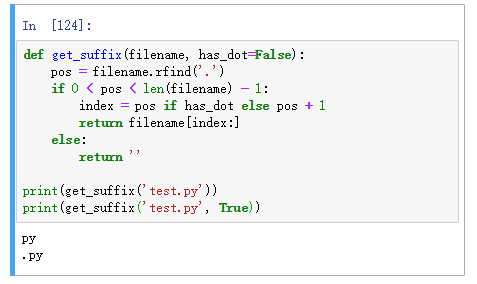 In [124]:
def get_suffix(filename, has_dot=False):
    pos = filename.rfind('.')
    if 0 < pos < len(filename) - 1:
        index = pos if has_dot else pos + 1
        return filename[index:]
    else:
        return ''

print(get_suffix('test.py'))
print(get_suffix('test.py', True))
py
.py